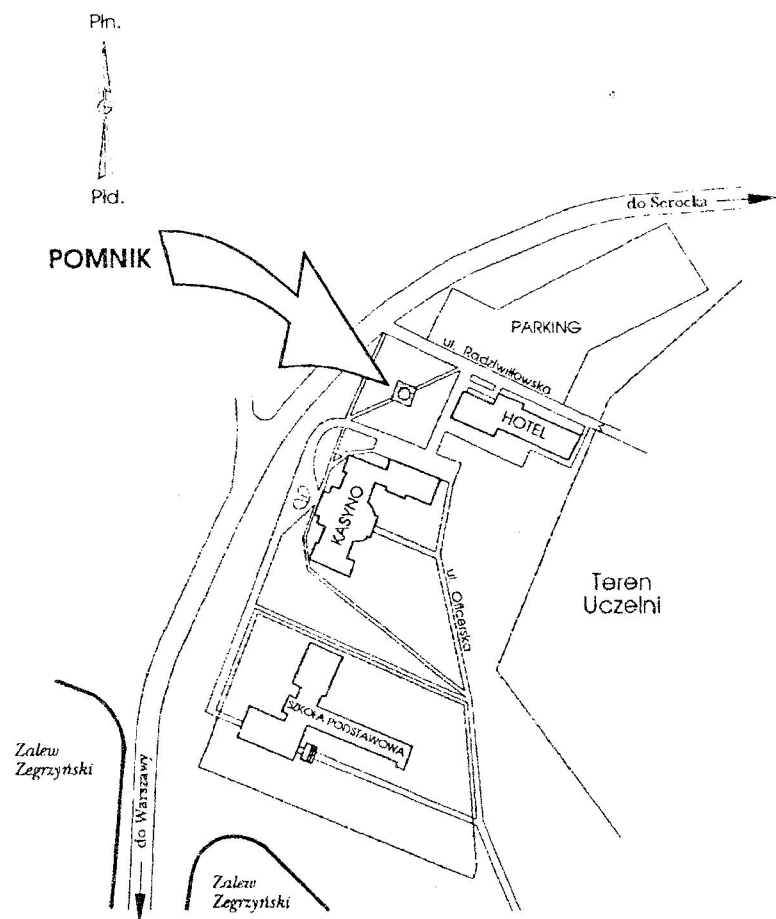 Płn.
Płd.
do Serocka
POMNIK
PARKING
ul. Radziwiłłowska
HOTEL
KASYNO
ul. Oficerska
Teren
Uczelni
SZKOŁA PODSTAWOWA
Zalew
Zegrzyński
do Warszawy
Zalew
Zegrzyński